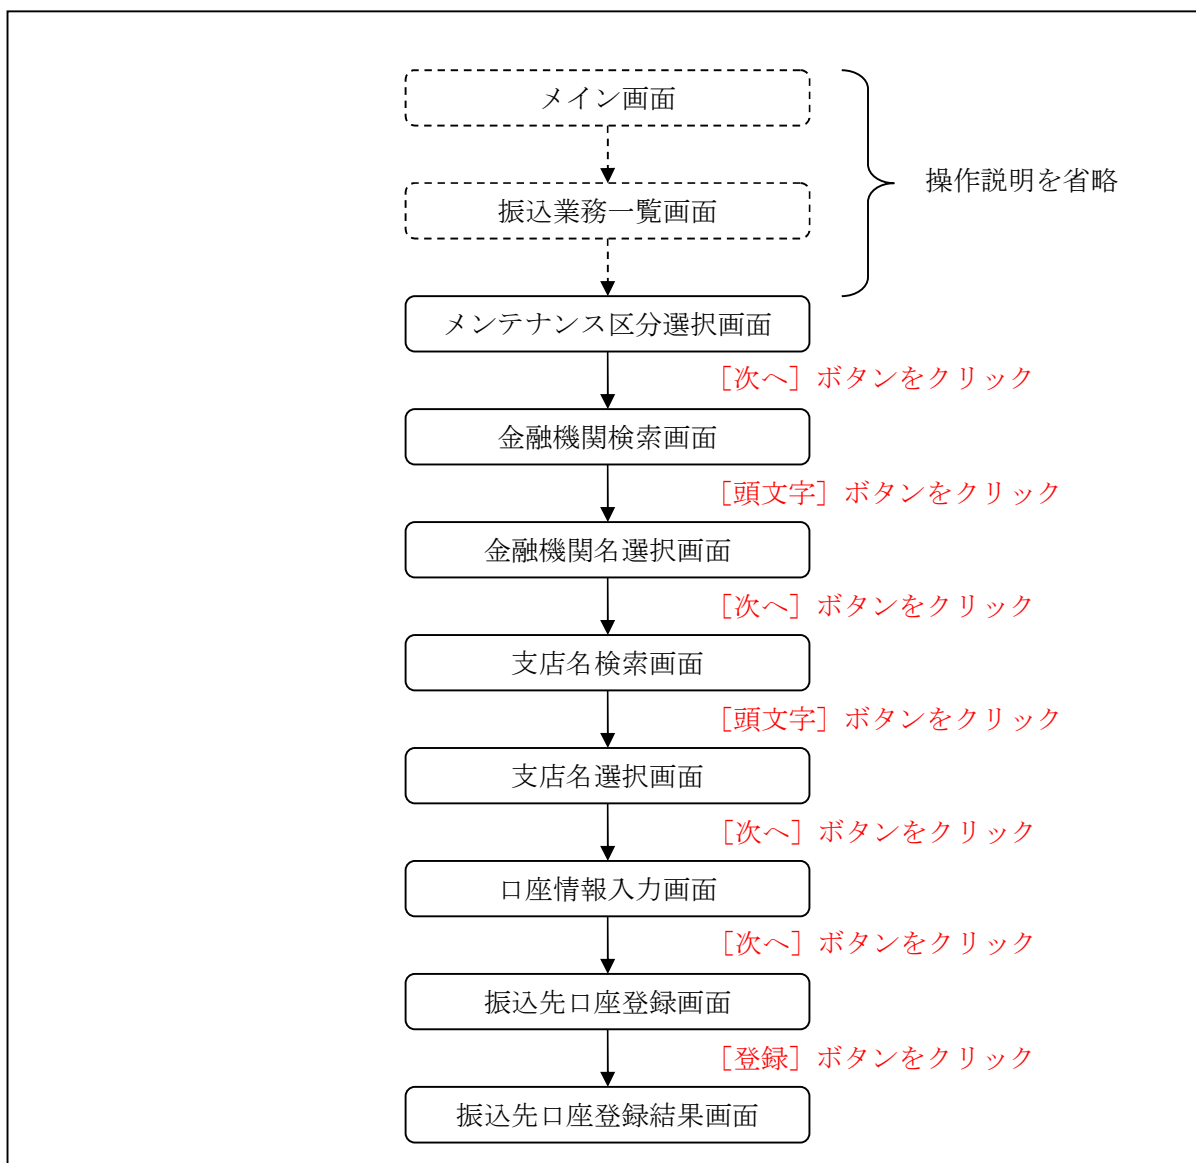 メイン画面
操作説明を省略
振込業務一覧画面
メンテナンス区分選択画面
［次へ］ボタンをクリック
金融機関検索画面
［頭文字］ボタンをクリック
金融機関名選択画面
［次へ］ボタンをクリック
支店名検索画面
［頭文字］ボタンをクリック
支店名選択画面
［次へ］ボタンをクリック
口座情報入力画面
［次へ］ボタンをクリック
振込先口座登録画面
［登録］ボタンをクリック
振込先口座登録結果画面